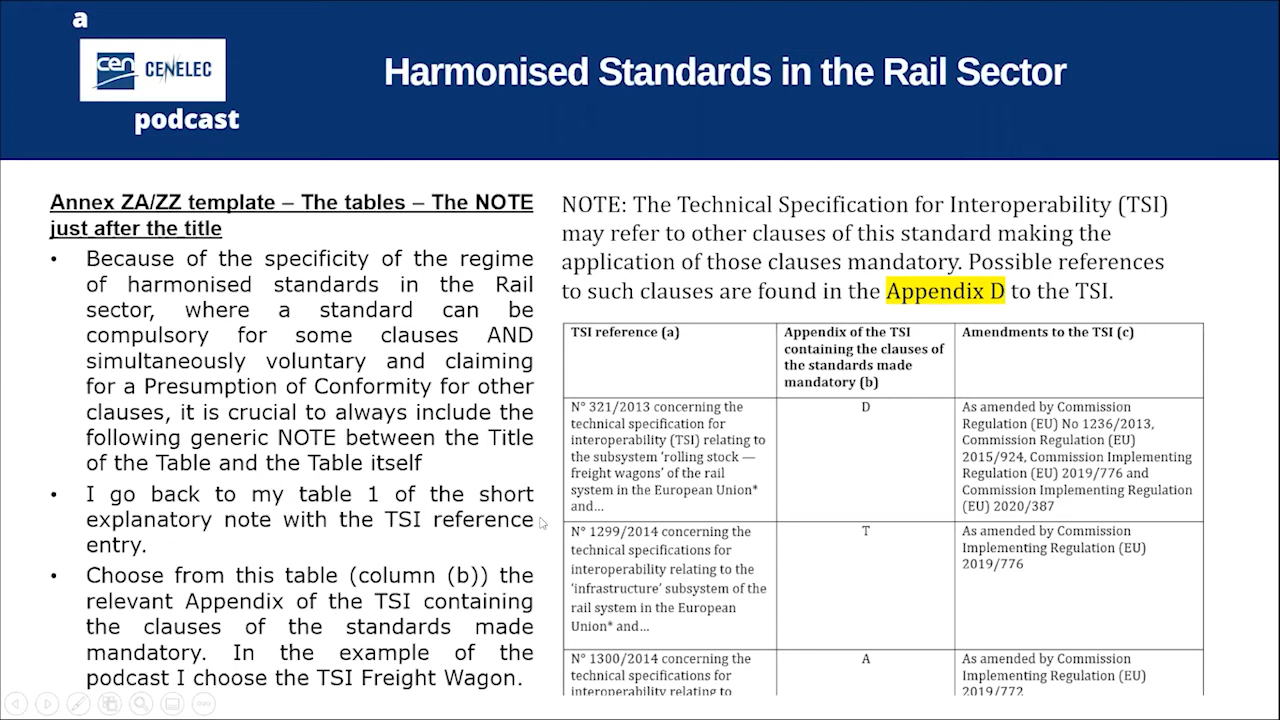 a
cen CENELEC
podcast
Harmonised Standards in the Rail Sector
Annex ZA/ZZ template – The tables – The NOTE
just after the title
• Because of the specificity of the regime
of harmonised standards in the Rail
sector, where a standard can be
compulsory for some clauses AND
simultaneously voluntary and claiming
for a Presumption of Conformity for other
clauses, it is crucial to always include the
following generic NOTE between the Title
of the Table and the Table itself
• I go back to my table 1 of the short
explanatory note with the TSI reference
entry.
• Choose from this table (column (b)) the
relevant Appendix of the TSI containing
the clauses of the standards made
mandatory. In the example of the
podcast I choose the TSI Freight Wagon.
NOTE: The Technical Specification for Interoperability (TSI)
may refer to other clauses of this standard making the
application of those clauses mandatory. Possible references
to such clauses are found in the Appendix D to the TSI.
TSI reference (a)
Appendix of the TSI
containing the clauses of
the standards made
mandatory (b)
Amendments to the TSI (c)
N° 321/2013 concerning the
technical specification for
interoperability (TSI) relating to
the subsystem ‘rolling stock —
freight wagons’ of the rail
system in the European Union*
and…
D
As amended by Commission
Regulation (EU) No 1236/2013,
Commission Regulation (EU)
2015/924, Commission Implementing
Regulation (EU) 2019/776 and
Commission Implementing Regulation
(EU) 2020/387
N° 1299/2014 concerning the
technical specifications for
interoperability relating to the
‘infrastructure’ subsystem of the
rail system in the European
Union* and…
T
As amended by Commission
Implementing Regulation (EU)
2019/776
N° 1300/2014 concerning the
technical specifications for
interoperability relating to
A
As amended by Commission
Implementing Regulation (EU)
2019/772